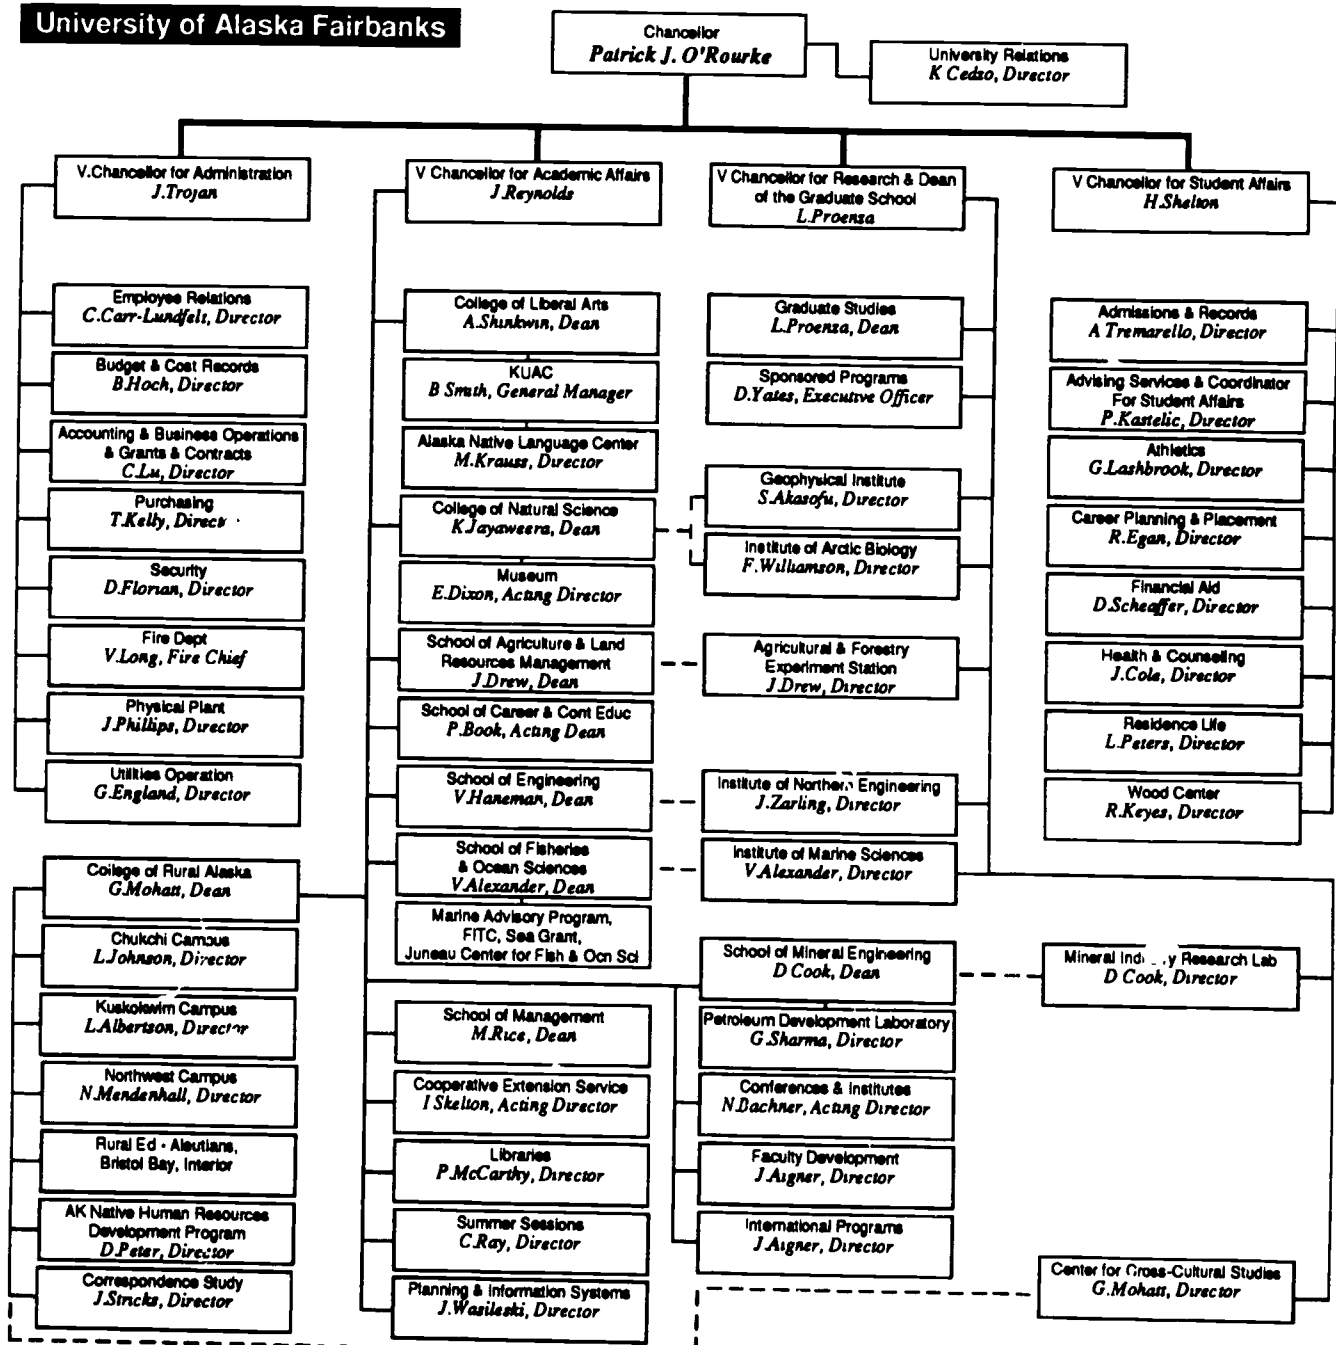 University of Alaska Fairbanks
Chancellor
Patrick J. O'Rourke
University Relations
K Cedzo, Director
V.Chancellor for Administration
J.Trojan
V Chancellor for Academic Affairs
J.Reynolds
V Chancellor for Research & Dean
of the Graduate School
L.Proenza
V Chancellor for Student Affairs
H.Shelton
Employee Relations
C.Carr-Lundfelt, Director
Budget & Cost Records
B.Hoch, Director
Accounting & Business Operations
& Grants & Contracts
C.Lu, Director
Purchasing
T.Kelly,
Security
D.Florian, Director
Fire Dept
V.Long, Fire Chief
Physical Plant
J.Phillips, Director
Utilities Operation
G.England, Director
College of Rural Alaska
G.Mohatt, Dean
Chukchi Campus
L.Johnson, Director
Kuskokwim Campus
L.Albertson, Director
Northwest Campus
N.Mendenhall, Director
Rural Ed - Aleutians,
Bristol Bay, Interior
AK Native Human Resources
Development Program
D.Peter, Director
Correspondence Study
J.Stricks, Director
College of Liberal Arts
A.Shinkwin, Dean
KUAC
B Smith, General Manager
Alaska Native Language Center
M.Krauss, Director
College of Natural Science
K.Jayaweera, Dean
Museum
E.Dixon, Acting Director
School of Agriculture & Land
Resources Management
J.Drew, Dean
School of Career & Cont Educ
P.Book, Acting Dean
School of Engineering
V.Haneman, Dean
School of Fisheries
& Ocean Sciences
V.Alexander, Dean
Marine Advisory Program,
FITC, Sea Grant,
Juneau Center for Fish & Ocn Sci
School of Management
M.Rice, Dean
Cooperative Extension Service
I Skelton, Acting Director
Libraries
P.McCarthy, Director
Summer Sessions
C.Ray, Director
Planning & Information Systems
J.Wasileski, Director
Graduate Studies
L.Proenza, Dean
Sponsored Programs
D.Yates, Executive Officer
Geophysical Institute
S.Akasofu, Director
Institute of Arctic Biology
F.Williamson, Director
Agricultural & Forestry
Experiment Station
J.Drew, Director
Institute of Northern Engineering
J.Zarling, Director
Institute of Marine Sciences
V.Alexander, Director
School of Mineral Engineering
D Cook, Dean
Petroleum Development Laboratory
G.Sharma, Director
Conferences & Institutes
N.Bachner, Acting Director
Faculty Development
J.Aigner, Director
International Programs
J.Aigner, Director
Admissions & Records
A Tremarello, Director
Advising Services & Coordinator
For Student Affairs
P.Kastelic, Director
Athletics
G.Lashbrook, Director
Career Planning & Placement
R.Egan, Director
Financial Aid
D.Scheaffer, Director
Health & Counseling
J.Cole, Director
Residence Life
L.Peters, Director
Wood Center
R.Keyes, Director
Mineral Research Lab
D Cook, Director
Center for Cross-Cultural Studies
G.Mohatt, Director